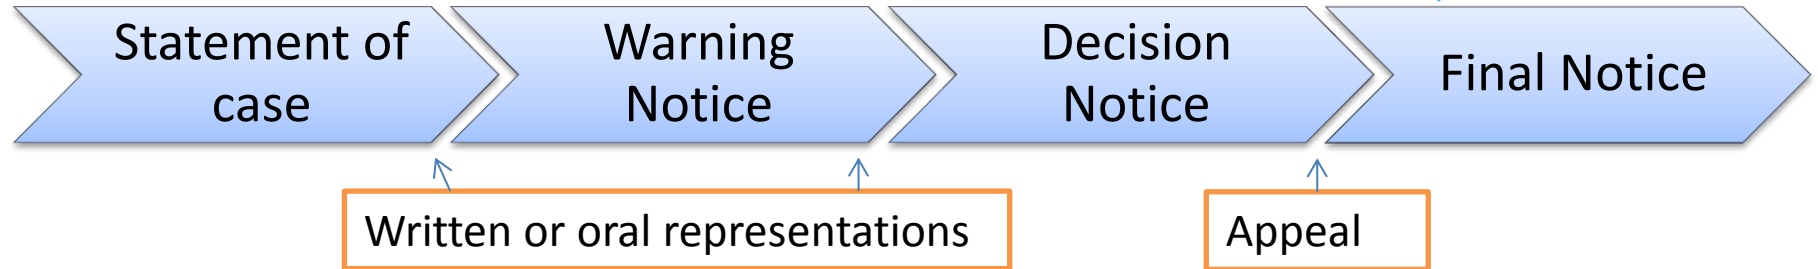 Statement of
case
Warning
Notice
Decision
Notice
Final Notice
Written or oral representations
Appeal